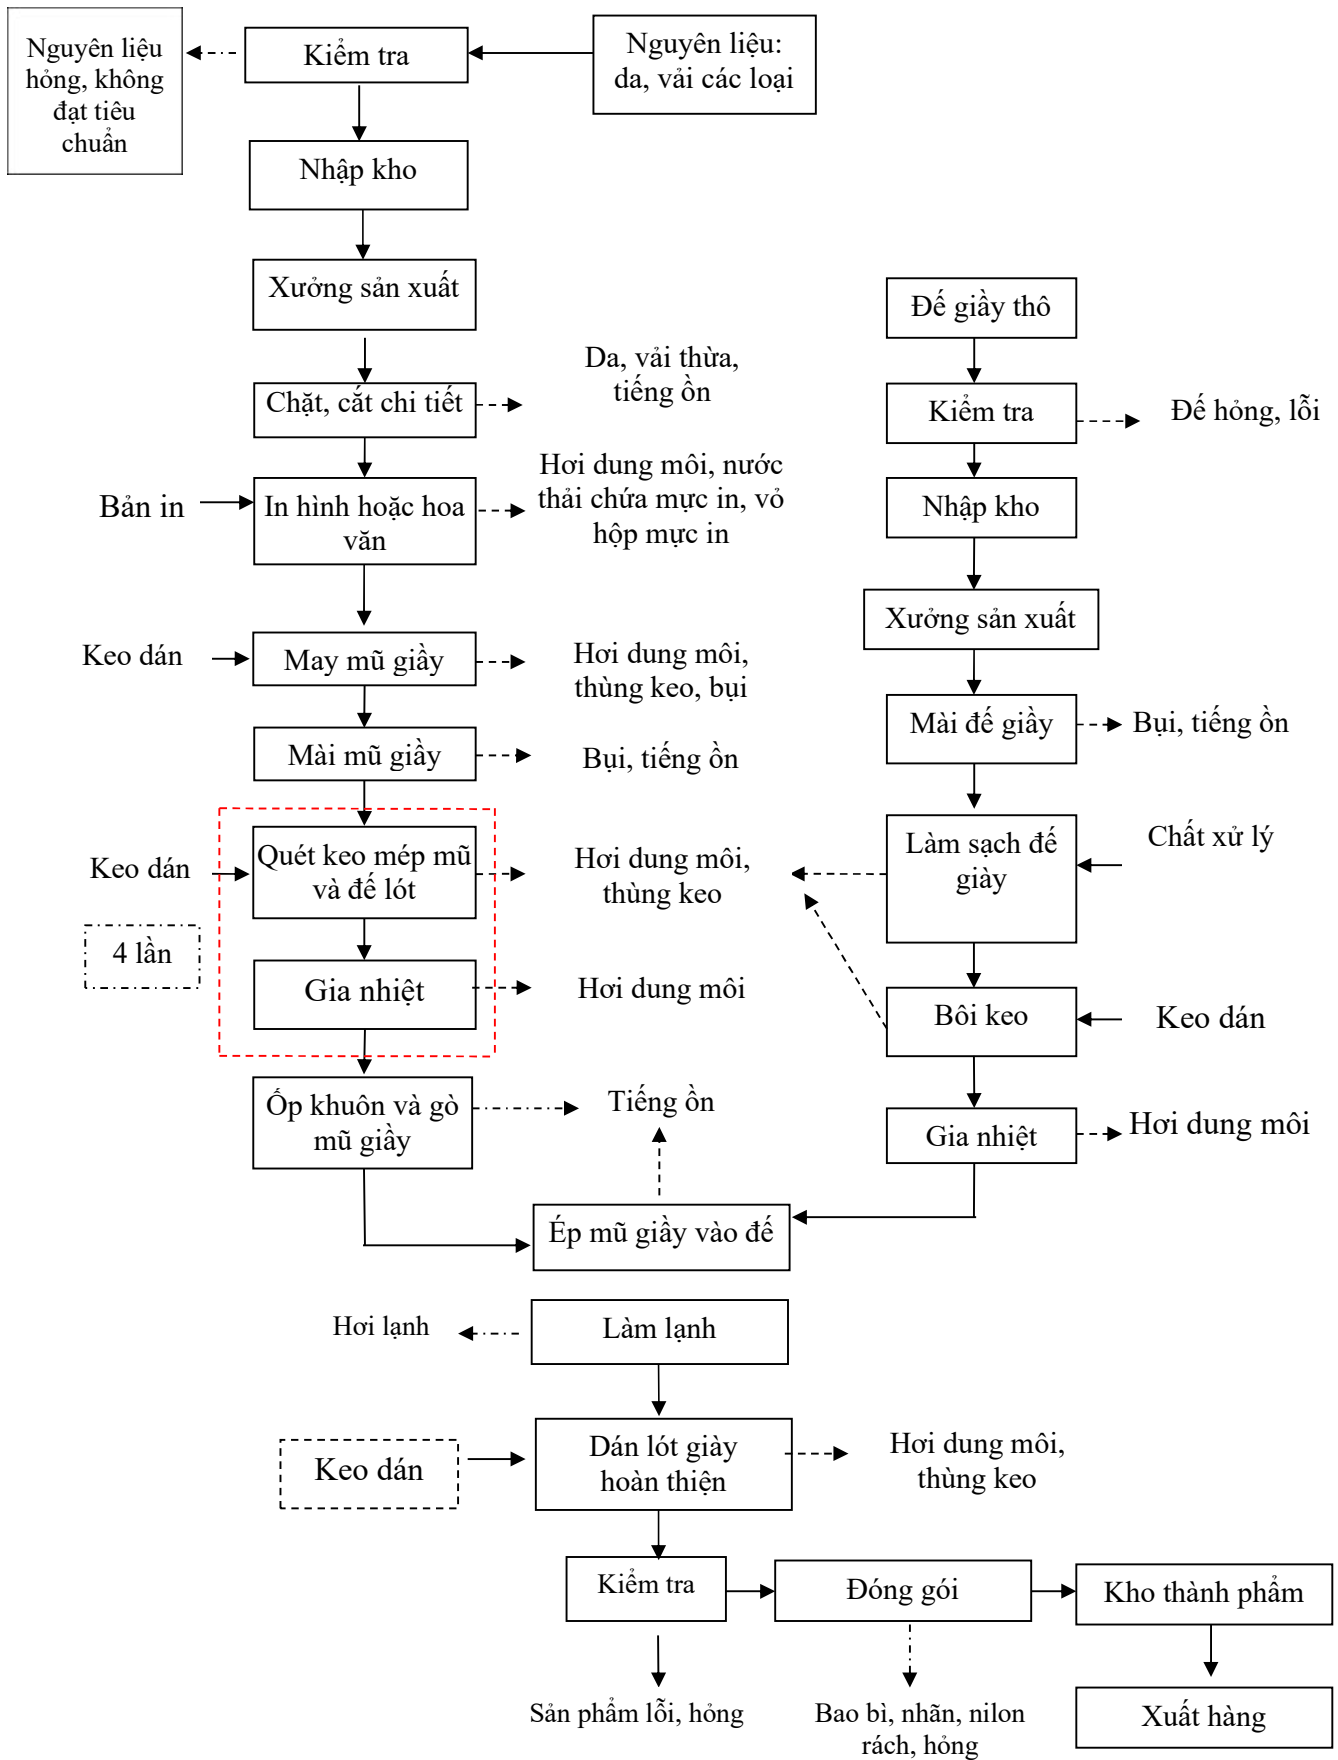 Nguyên liệu
hỏng, không
đạt tiêu
chuẩn
Kiểm tra
Nguyên liệu:
da, vải các loại
Nhập kho
Xưởng sản xuất
Chặt, cắt chi tiết
Da, vải thừa,
tiếng ồn
Bản in
In hình hoặc hoa
văn
Hơi dung môi, nước
thải chứa mực in, vỏ
hộp mực in
Keo dán
May mũ giầy
Hơi dung môi,
thùng keo, bụi
Mài mũ giầy
Bụi, tiếng ồn
Keo dán
Quét keo mép mũ
và đế lót
Hơi dung môi,
thùng keo
4 lần
Gia nhiệt
Hơi dung môi
Ốp khuôn và gò
mũ giầy
Tiếng ồn
Đế giầy thô
Kiểm tra
Đế hỏng, lỗi
Nhập kho
Xưởng sản xuất
Mài đế giầy
Bụi, tiếng ồn
Làm sạch đế
giày
Chất xử lý
Bôi keo
Keo dán
Gia nhiệt
Hơi dung môi
Ép mũ giầy vào đế
Hơi lạnh
Làm lạnh
Keo dán
Dán lót giày
hoàn thiện
Hơi dung môi,
thùng keo
Kiểm tra
Đóng gói
Kho thành phẩm
Sản phẩm lỗi, hỏng
Bao bì, nhãn, nilon
rách, hỏng
Xuất hàng